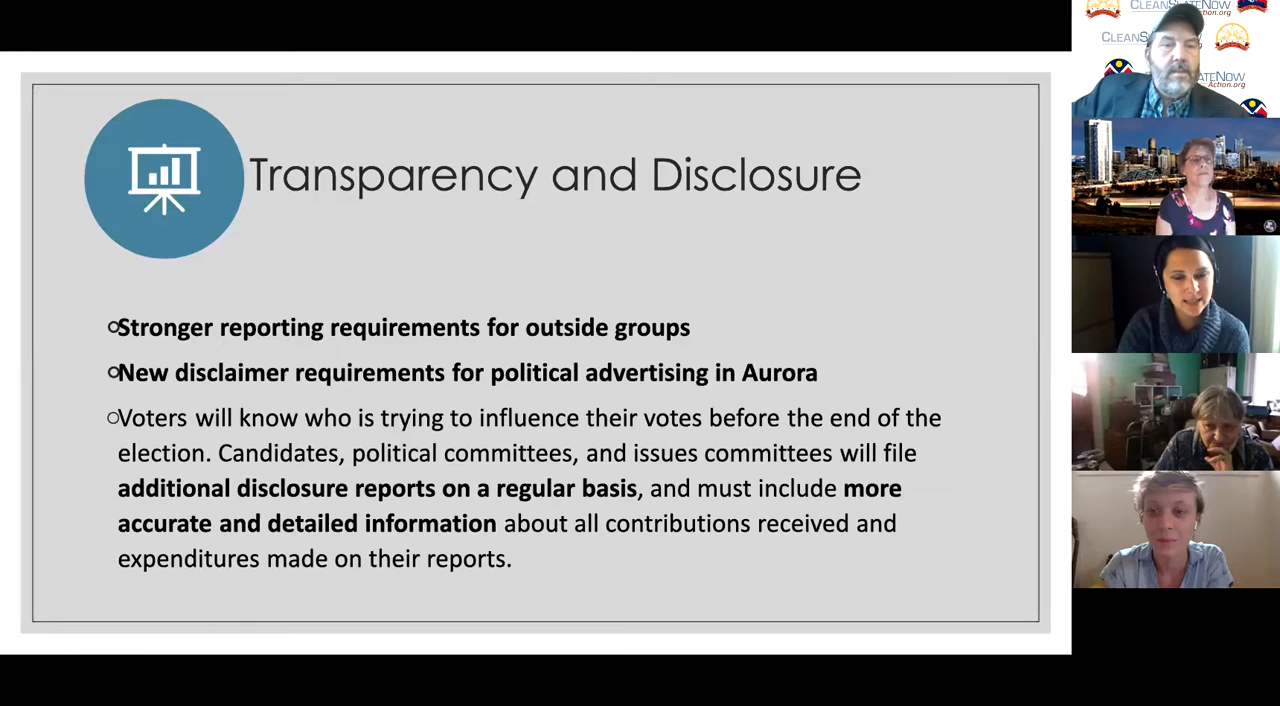 CLEANSLATENOW
Action.org
CLEANS
ATENOW
Action.org
Transparency and Disclosure
Stronger reporting requirements for outside groups
New disclaimer requirements for political advertising in Aurora
Voters will know who is trying to influence their votes before the end of the
election. Candidates, political committees, and issues committees will file
additional disclosure reports on a regular basis, and must include more
accurate and detailed information about all contributions received and
expenditures made on their reports.